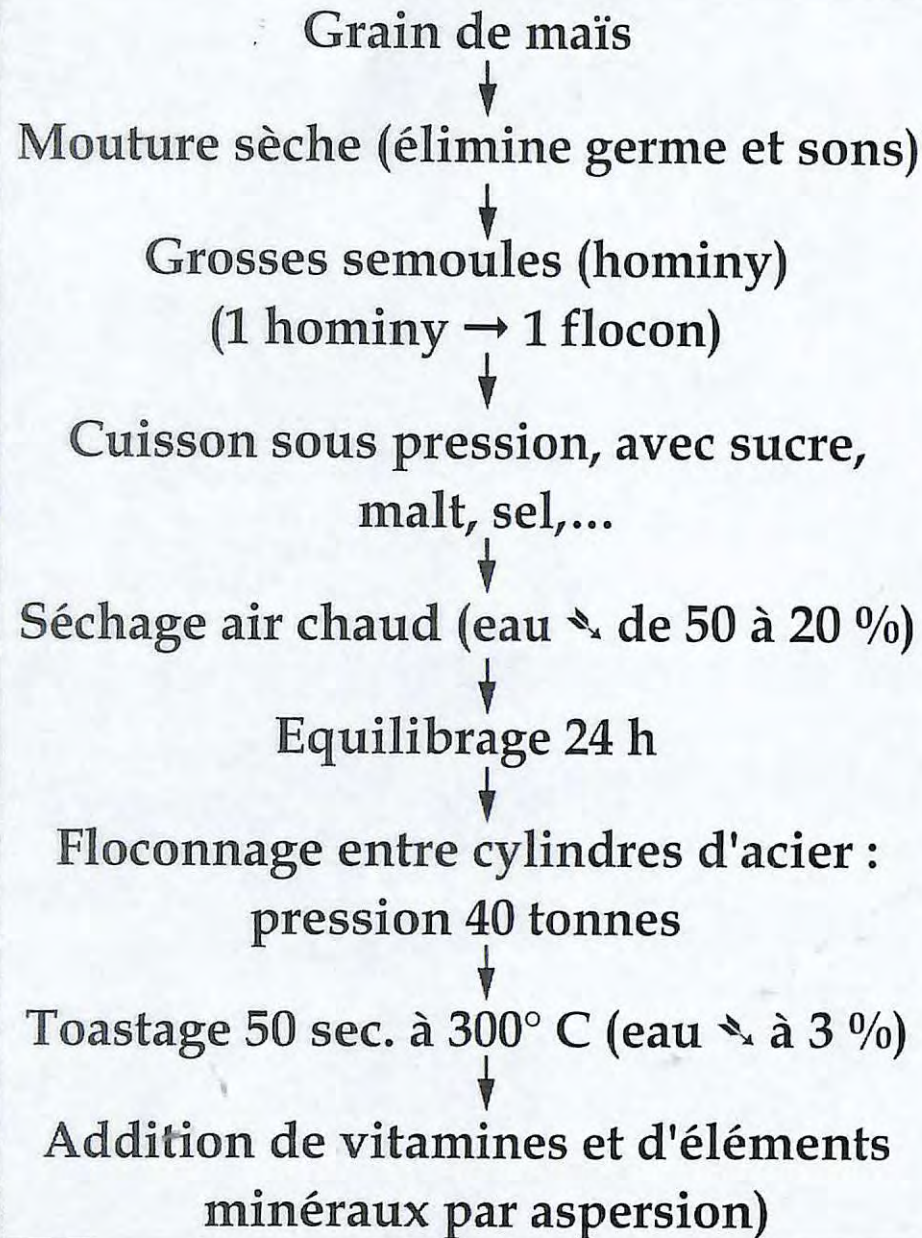 Grain de maïs
↓
Mouture sèche (élimine germe et sons)
↓
Grosses semoules (hominy)
(1 hominy → 1 flocon)
↓
Cuisson sous pression, avec sucre,
malt, sel,...
↓
Séchage air chaud (eau ➘ de 50 à 20 %)
↓
Equilibrage 24 h
↓
Floconnage entre cylindres d'acier :
pression 40 tonnes
↓
Toastage 50 sec. à 300° C (eau ➘ à 3 %)
↓
Addition de vitamines et d'éléments
minéraux par aspersion)